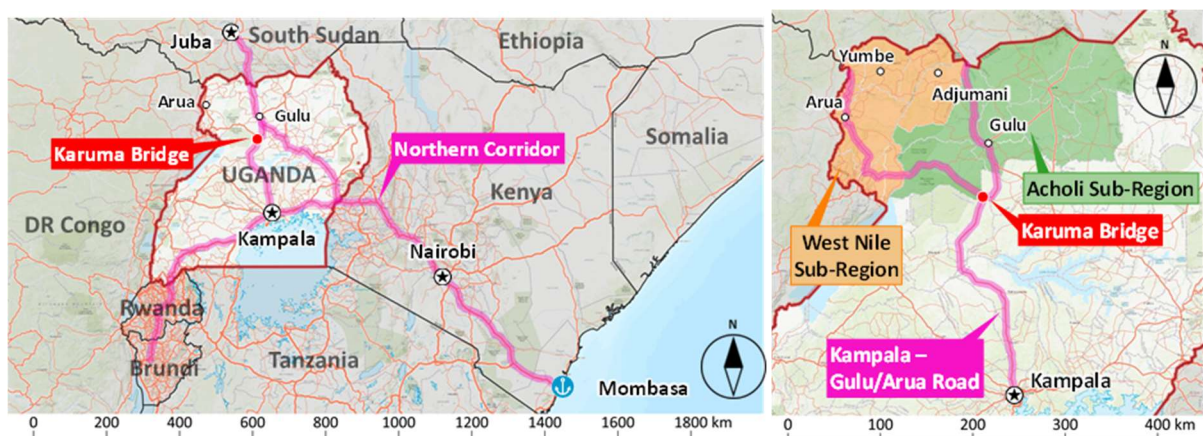 Juba
South Sudan
Ethiopia
Arua
Gulu
Karuma Bridge
Northern Corridor
Somalia
UGANDA
Kenya
DR Congo
Kampala
Nairobi
Rwanda
Brundi
Tanzania
N
Mombasa
0 200 400 600 800 1000 1200 1400 1600 1800 km
Yumbe
N
Arua
Adjumani
Gulu
Acholi Sub-Region
Karuma Bridge
West Nile
Sub-Region
Kampala –
Gulu/Arua Road
Kampala
0 100 200 300 400 km